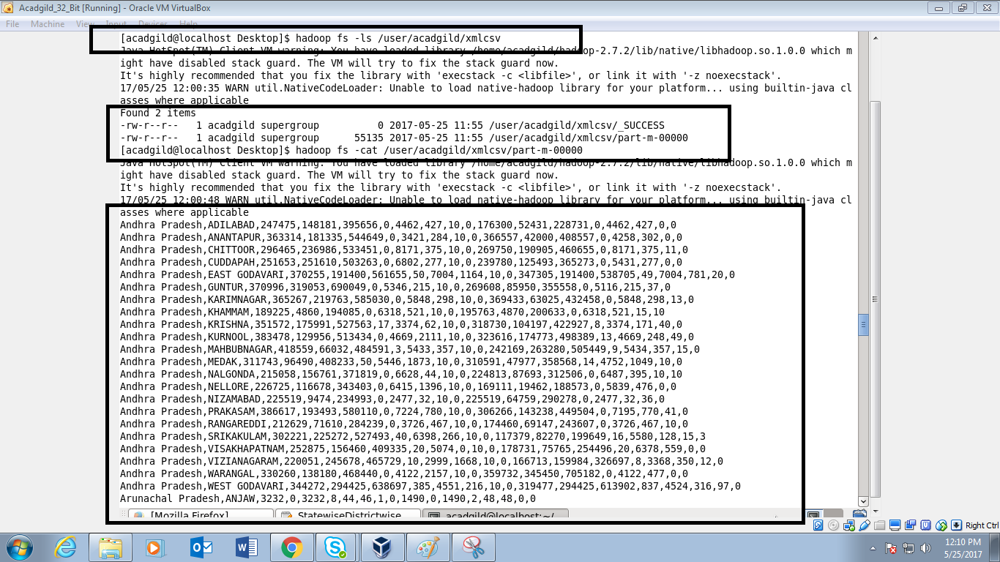 Acadgild_32_Bit [Running] - Oracle VM VirtualBox
File Machine View Input Devices Help
[acadgild@localhost Desktop]$ hadoop fs -ls /user/acadgild/xmlcsv
Java HotSpot(TM) Client VM warning: You have loaded library /home/acadgild/hadoop-2.7.2/lib/native/libhadoop.so.1.0.0 which m
ight have disabled stack guard. The VM will try to fix the stack guard now.
It's highly recommended that you fix the library with 'execstack -c <libfile>', or link it with '-z noexecstack'.
17/05/25 12:00:35 WARN util.NativeCodeLoader: Unable to load native-hadoop library for your platform... using builtin-java cl
asses where applicable
Found 2 items
-rw-r--r--   1 acadgild supergroup          0 2017-05-25 11:55 /user/acadgild/xmlcsv/_SUCCESS
-rw-r--r--   1 acadgild supergroup      55135 2017-05-25 11:55 /user/acadgild/xmlcsv/part-m-00000
[acadgild@localhost Desktop]$ hadoop fs -cat /user/acadgild/xmlcsv/part-m-00000
Java HotSpot(TM) Client VM warning: You have loaded library /home/acadgild/hadoop-2.7.2/lib/native/libhadoop.so.1.0.0 which m
ight have disabled stack guard. The VM will try to fix the stack guard now.
It's highly recommended that you fix the library with 'execstack -c <libfile>', or link it with '-z noexecstack'.
17/05/25 12:00:48 WARN util.NativeCodeLoader: Unable to load native-hadoop library for your platform... using builtin-java cl
asses where applicable
Andhra Pradesh,ADILABAD,247475,148181,395656,0,4462,427,10,0,176300,52431,228731,0,4462,427,0,0
Andhra Pradesh,ANANTAPUR,363314,181335,544649,0,3421,284,10,0,366557,42000,408557,0,4258,302,0,0
Andhra Pradesh,CHITTOOR,296465,236986,533451,0,8171,375,10,0,269750,190905,460655,0,8171,375,11,0
Andhra Pradesh,CUDDAPAH,251653,251610,503263,0,6802,277,10,0,239780,125493,365273,0,5431,277,0,0
Andhra Pradesh,EAST GODAVARI,370255,191400,561655,50,7004,1164,10,0,347305,191400,538705,49,7004,781,20,0
Andhra Pradesh,GUNTUR,370996,319053,690049,0,5346,215,10,0,269608,85950,355558,0,5116,215,37,0
Andhra Pradesh,KARIMNAGAR,365267,219763,585030,0,5848,298,10,0,369433,63025,432458,0,5848,298,13,0
Andhra Pradesh,KHAMMAM,189225,4860,194085,0,6318,521,10,0,195763,4870,200633,0,6318,521,15,10
Andhra Pradesh,KRISHNA,351572,175991,527563,17,3374,62,10,0,318730,104197,422927,8,3374,171,40,0
Andhra Pradesh,KURNOOL,383478,129956,513434,0,4669,2111,10,0,323616,174773,498389,13,4669,248,49,0
Andhra Pradesh,MAHBUBNAGAR,418559,66032,484591,3,5433,357,10,0,242169,263280,505449,9,5434,357,15,0
Andhra Pradesh,MEDAK,311743,96490,408233,50,5446,1873,10,0,310591,47977,358568,14,4752,1049,10,0
Andhra Pradesh,NALGONDA,215058,156761,371819,0,6628,44,10,0,224813,87693,312506,0,6487,395,10,10
Andhra Pradesh,NELLORE,226725,116678,343403,0,6415,1396,10,0,169111,19462,188573,0,5839,476,0,0
Andhra Pradesh,NIZAMABAD,225519,9474,234993,0,2477,32,10,0,225519,64759,290278,0,2477,32,36,0
Andhra Pradesh,PRAKASAM,386617,193493,580110,0,7224,780,10,0,306266,143238,449504,0,7195,770,41,0
Andhra Pradesh,RANGAREDDI,212629,71610,284239,0,3726,467,10,0,174460,69147,243607,0,3726,467,10,0
Andhra Pradesh,SRIKAKULAM,302221,225272,527493,40,6398,266,10,0,117379,82270,199649,16,5580,128,15,3
Andhra Pradesh,VISAKHAPATNAM,252875,156460,409335,20,5074,0,10,0,178731,75765,254496,20,6378,559,0,0
Andhra Pradesh,VIZIANAGARAM,220051,245678,465729,10,2999,1668,10,0,166713,159984,326697,8,3368,350,12,0
Andhra Pradesh,WARANGAL,330260,138180,468440,0,4122,2157,10,0,359732,345450,705182,0,4122,477,0,0
Andhra Pradesh,WEST GODAVARI,344272,294425,638697,385,4551,216,10,0,319477,294425,613902,837,4524,316,97,0
Arunachal Pradesh,ANJAW,3232,0,3232,8,44,46,1,0,1490,0,1490,2,48,48,0,0
[Mozilla Firefox] StatewiseDistrictwise acadgild@localhost:~/
Right Ctrl
12:10 PM
5/25/2017